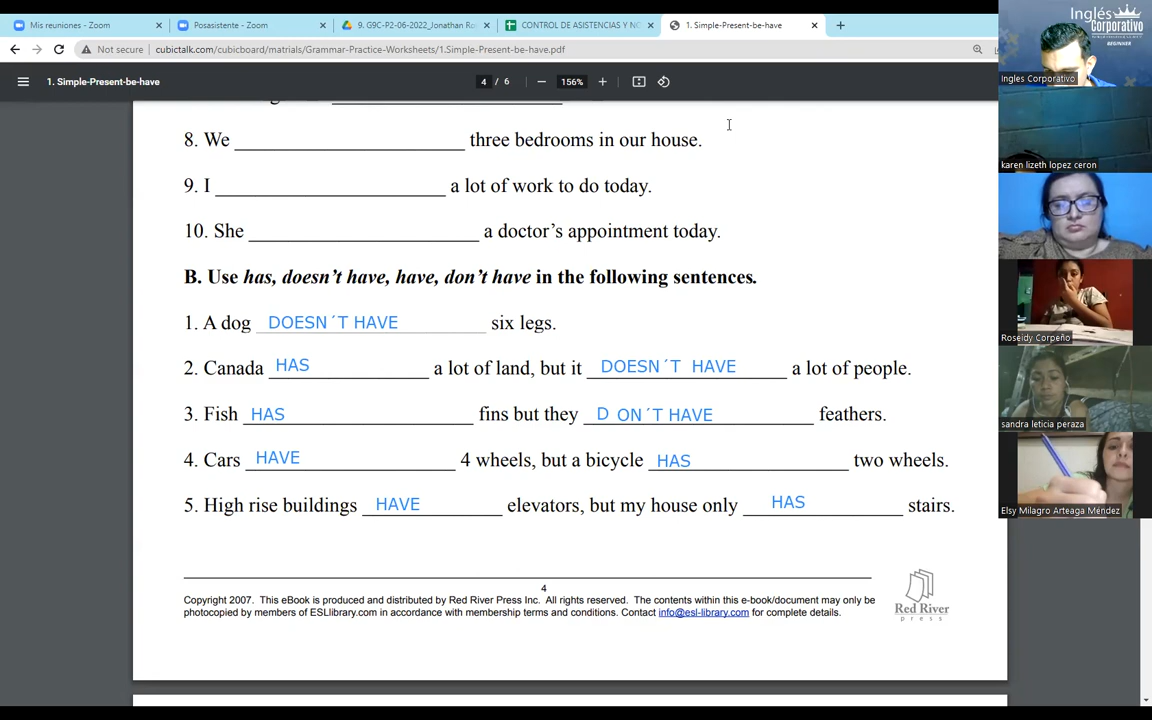 Mis reuniones - Zoom
Posasistente - Zoom
9. G9C-P2-06-2022_Jonathan Ro
CONTROL DE ASISTENCIAS Y NO
1. Simple-Present-be-have
Not secure
cubictalk.com/cubicboard/matrials/Grammar-Practice-Worksheets/1.Simple-Present-be-have.pdf
1. Simple-Present-be-have
4 / 6
156%
8. We ______ three bedrooms in our house.
9. I ______ a lot of work to do today.
10. She ______ a doctor's appointment today.
B. Use has, doesn't have, have, don't have in the following sentences.
1. A dog DOESN´T HAVE six legs.
2. Canada HAS a lot of land, but it DOESN´T HAVE a lot of people.
3. Fish HAS fins but they D ON´T HAVE feathers.
4. Cars HAVE 4 wheels, but a bicycle HAS two wheels.
5. High rise buildings HAVE elevators, but my house only HAS stairs.
4
Copyright 2007. This eBook is produced and distributed by Red River Press Inc. All rights reserved. The contents within this e-book/document may only be
photocopied by members of ESLlibrary.com in accordance with membership terms and conditions. Contact info@esl-library.com for complete details.
Red River
press
Inglés
Corporativo
BEGINNER
Ingles Corporativo
karen lizeth lopez ceron
Roseidy Corpeño
sandra leticia peraza
Elsy Milagro Arteaga Méndez